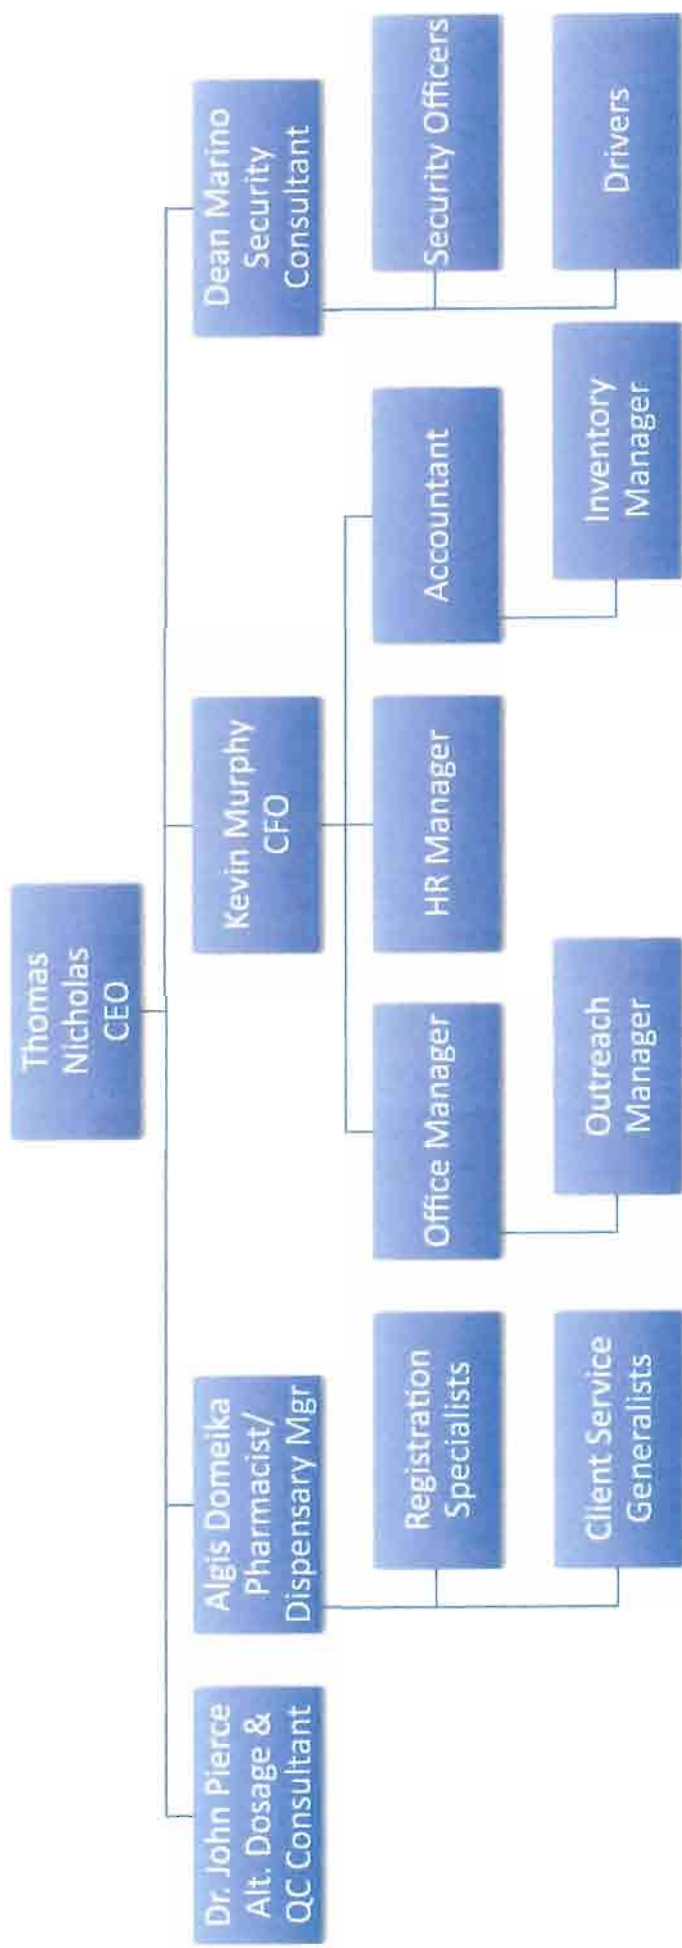 Thomas
Nicholas
CEO
Dr. John Pierce
Alt. Dosage &
QC Consultant
Algis Domeika
Pharmacist/
Dispensary Mgr
Kevin Murphy
CFO
Dean Marino
Security
Consultant
Registration
Specialists
Office Manager
HR Manager
Accountant
Security Officers
Client Service
Generalists
Outreach
Manager
Inventory
Manager
Drivers